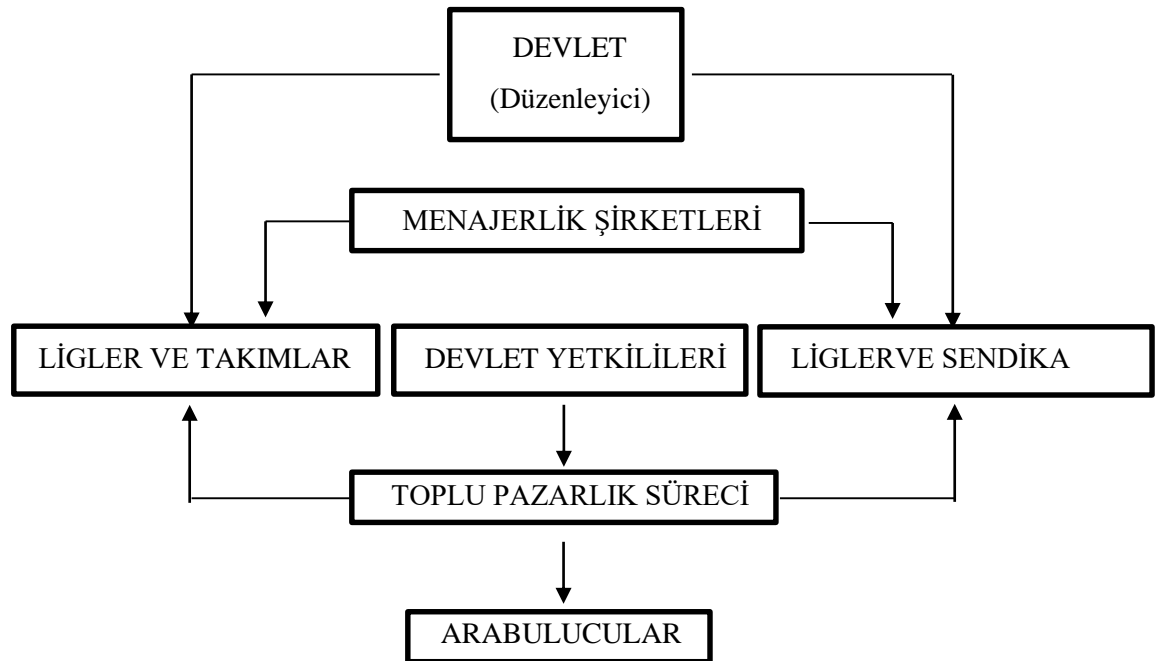 DEVLET
(Düzenleyici)
MENAJERLİK ŞİRKETLERİ
LİGLER VE TAKIMLAR
DEVLET YETKİLİLERİ
LİGLERVE SENDİKA
TOPLU PAZARLIK SÜRECİ
ARABULUCULAR